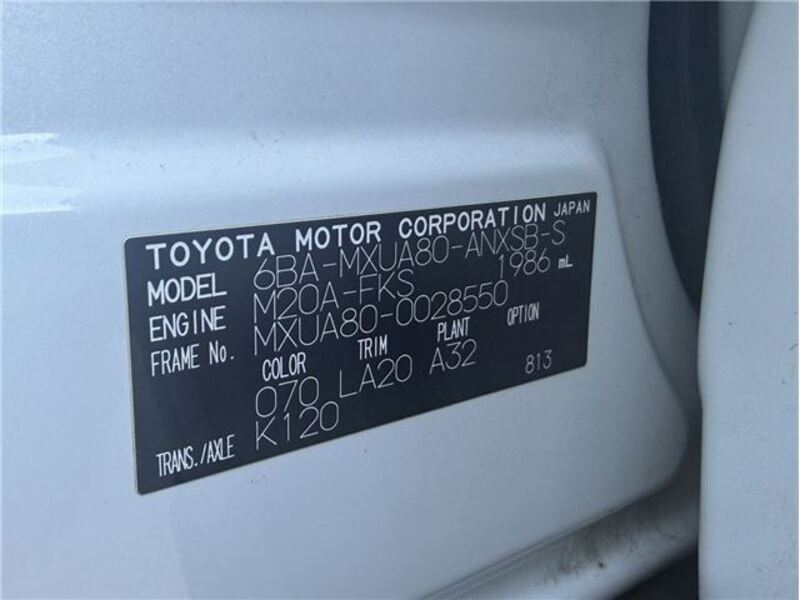 TOYOTA MOTOR CORPORATION JAPAN
MODEL 6BA-MXUA80-ANXSB-S
ENGINE M20A-FKS 1986 mL
FRAME No. MXUA80-0028550
COLOR TRIM PLANT OPTION
070 LA20 A32 813
TRANS./AXLE K120